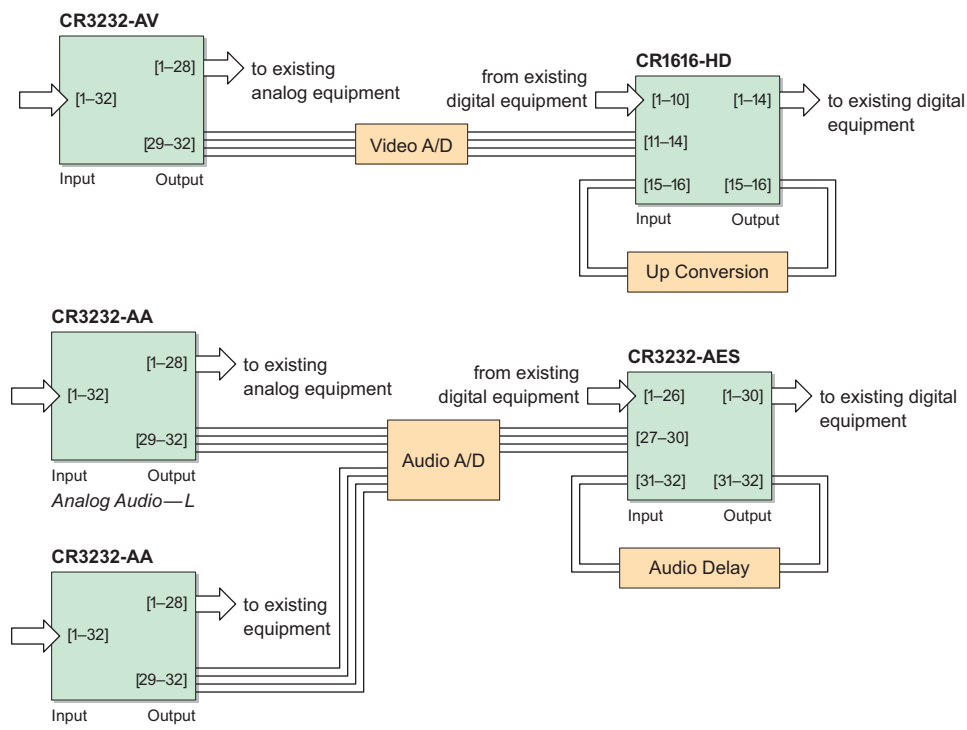 CR3232-AV
[1–28]
to existing
analog equipment
[1–32]
[29–32]
Input
Output
Video A/D
CR1616-HD
from existing
digital equipment
[1–10]
[1–14]
to existing digital
equipment
[11–14]
[15–16]
[15–16]
Input
Output
Up Conversion
CR3232-AA
[1–28]
to existing
analog equipment
[1–32]
[29–32]
Input
Output
Analog Audio—L
Audio A/D
CR3232-AES
from existing
digital equipment
[1–26]
[1–30]
to existing digital
equipment
[27–30]
[31–32]
[31–32]
Input
Output
Audio Delay
CR3232-AA
[1–28]
to existing
equipment
[1–32]
[29–32]
Input
Output